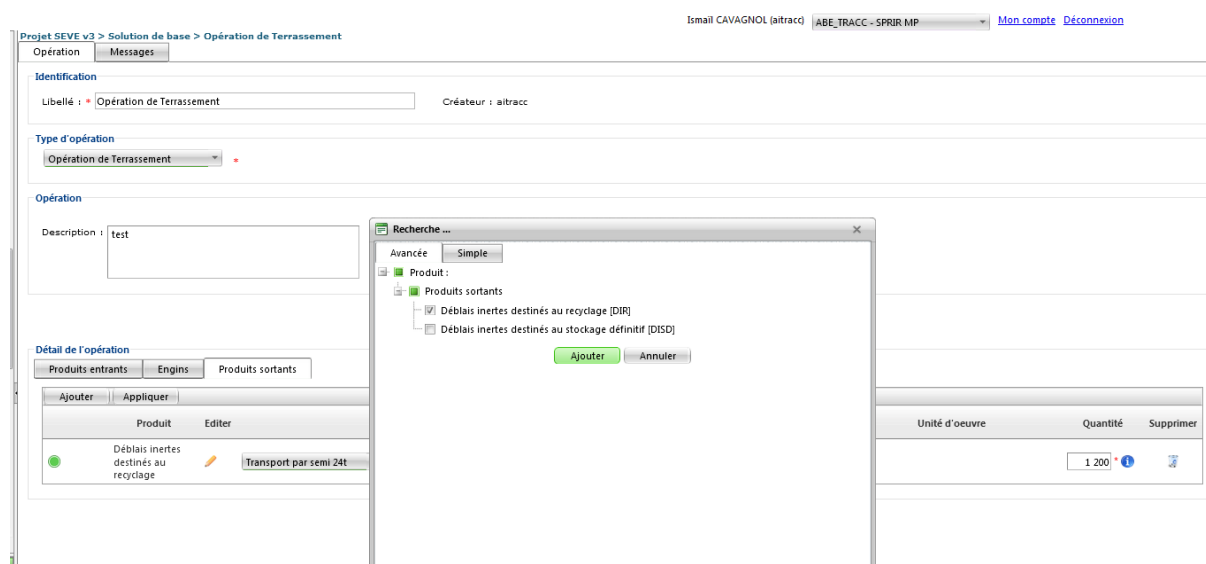 Ismail CAVAGNOL (aitracc) ABE_TRACC - SPRIR MP Mon compte Déconnexion
Projet SEVE v3 > Solution de base > Opération de Terrassement
Opération Messages
Identification
Libellé : * Opération de Terrassement Créateur : aitracc
Type d'opération
Opération de Terrassement *
Opération
Description : test
Recherche ...
Avancée Simple
Produit :
Produits sortants
Déblais inertes destinés au recyclage [DIR]
Déblais inertes destinés au stockage définitif [DISD]
Ajouter Annuler
Détail de l'opération
Produits entrants Engins Produits sortants
Ajouter Appliquer
Produit Editer Unité d'oeuvre Quantité Supprimer
Déblais inertes
destinés au
recyclage
Transport par semi 24t 1 200 *